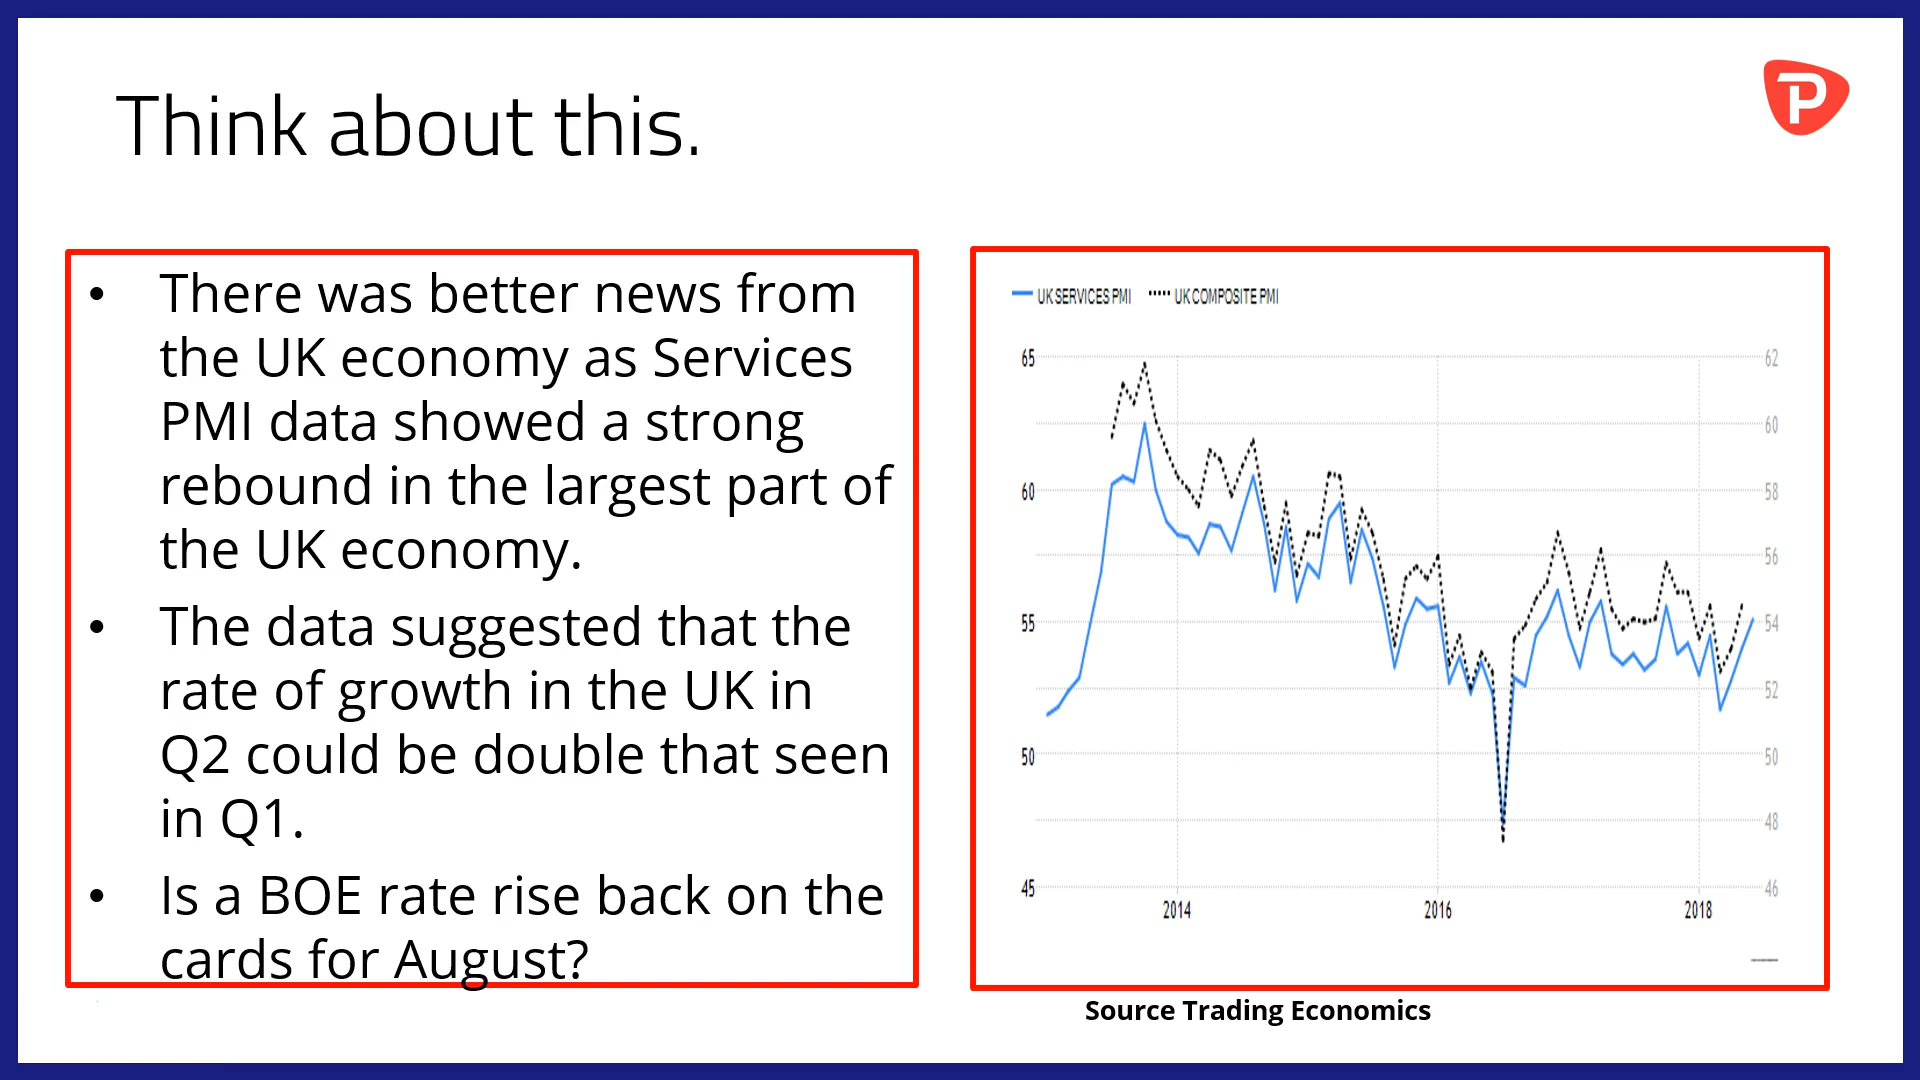 Think about this.
P
• There was better news from
the UK economy as Services
PMI data showed a strong
rebound in the largest part of
the UK economy.
• The data suggested that the
rate of growth in the UK in
Q2 could be double that seen
in Q1.
• Is a BOE rate rise back on the
cards for August?
UK SERVICES PMI UK COMPOSITE PMI
65 62
60
60 58
56
55 54
52
50 50
48
45 46
2014 2016 2018
Source Trading Economics